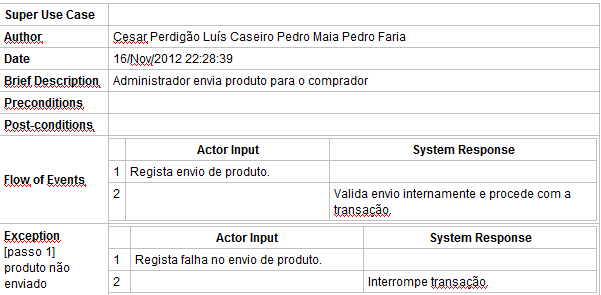 Super Use Case
Author Cesar Perdigão Luís Caseiro Pedro Maia Pedro Faria
Date 16/Nov/2012 22:28:39
Brief Description Administrador envia produto para o comprador
Preconditions
Post-conditions
Flow of Events
Actor Input System Response
1 Regista envio de produto.
2 Valida envio internamente e procede com a
transação.
Exception
[passo 1]
produto não
enviado
Actor Input System Response
1 Regista falha no envio de produto.
2 Interrompe transação.